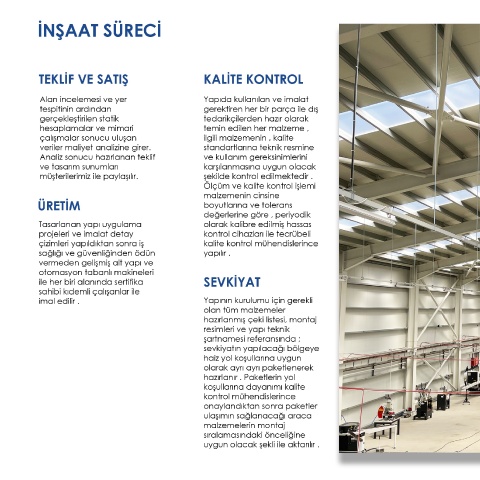 İNŞAAT SÜRECİ
TEKLİF VE SATIŞ
Alan incelemesi ve yer
tespitinin ardından
gerçekleştirilen statik
hesaplamalar ve mimari
çalışmalar sonucu oluşan
veriler maliyet analizine girer.
Analiz sonucu hazırlanan teklif
ve tasarım sunumları
müşterilerimiz ile paylaşılır.
ÜRETİM
Tasarlanan yapı uygulama
projeleri ve imalat detay
çizimleri yapıldıktan sonra iş
sağlığı ve güvenliğinden ödün
vermeden gelişmiş alt yapı ve
otomasyon tabanlı makineleri
ile her biri alanında sertifika
sahibi kıdemli çalışanlar ile
imal edilir .
KALİTE KONTROL
Yapıda kullanılan ve imalat
gerektiren her bir parça ile dış
tedarikçilerden hazır olarak
temin edilen her malzeme ,
ilgili malzemenin , kalite
standartlarına teknik resmine
ve kullanım gereksinimlerini
karşılanmasına uygun olacak
şekilde kontrol edilmektedir .
Ölçüm ve kalite kontrol işlemi
malzemenin cinsine
boyutlarına ve tolerans
değerlerine göre , periyodik
olarak kalibre edilmiş hassas
kontrol cihazları ile tecrübeli
kalite kontrol mühendislerince
yapılır .
SEVKİYAT
Yapının kurulumu için gerekli
olan tüm malzemeler
hazırlanmış çeki listesi, montaj
resimleri ve yapı teknik
şartnamesi referansında ;
sevkiyatın yapılacağı bölgeye
haiz yol koşullarına uygun
olarak ayrı ayrı paketlenerek
hazırlanır . Paketlerin yol
koşullarına dayanımı kalite
kontrol mühendislerince
onaylandıktan sonra paketler
ulaşımın sağlanacağı araca
malzemelerin montaj
sıralamasındaki önceliğine
uygun olacak şekli ile aktarılır .